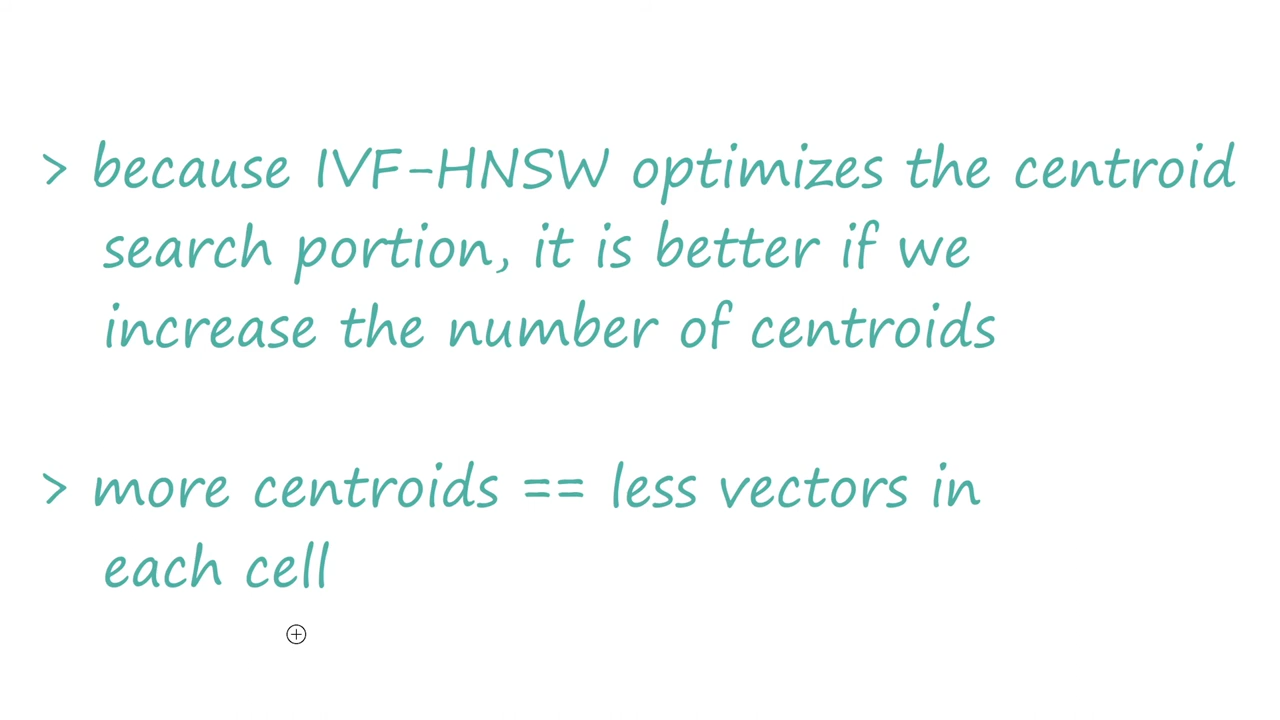 > because IVF-HNSW optimizes the centroid
search portion, it is better if we
increase the number of centroids
> more centroids == less vectors in
each cell